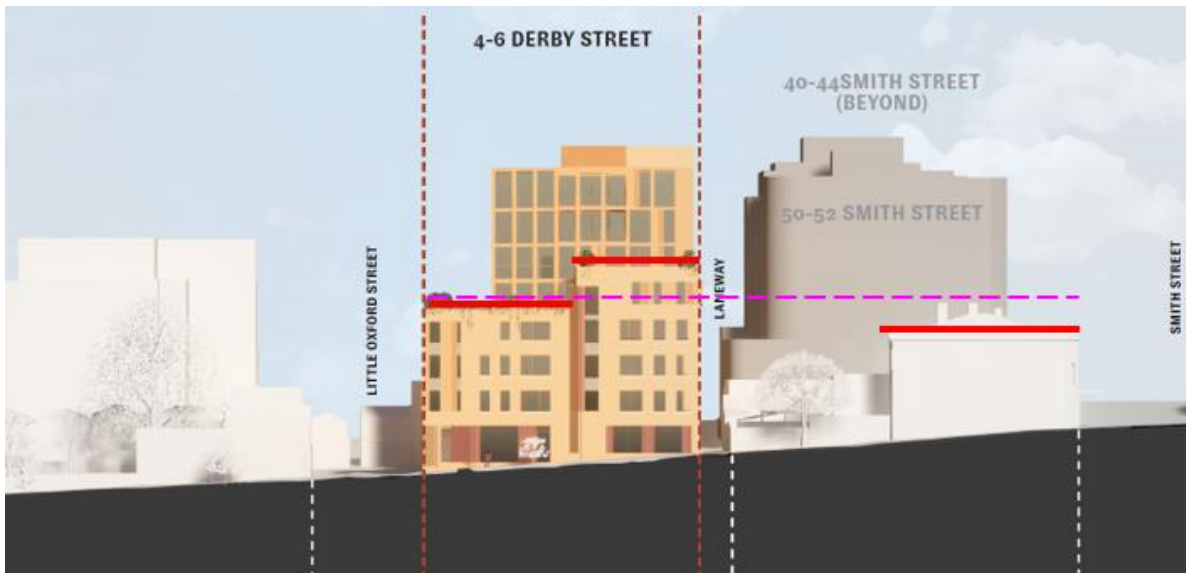 4-6 DERBY STREET
40-44SMITH STREET
(BEYOND)
50-52 SMITH STREET
LITTLE OXFORD STREET
LANEWAY
SMITH STREET